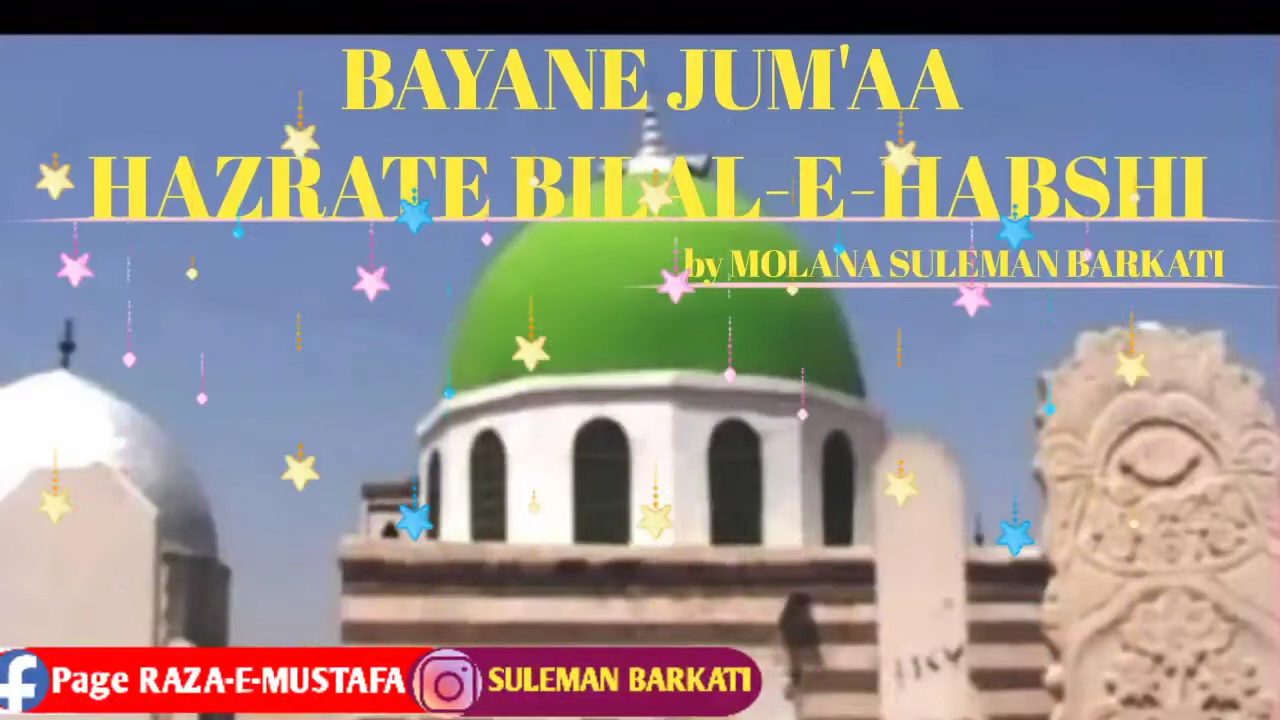 BAYANE JUM'AA
HAZRATE BILAL-E-HABSHI
by MOLANA SULEMAN BARKATI
Page RAZA-E-MUSTAFA
SULEMAN BARKATI